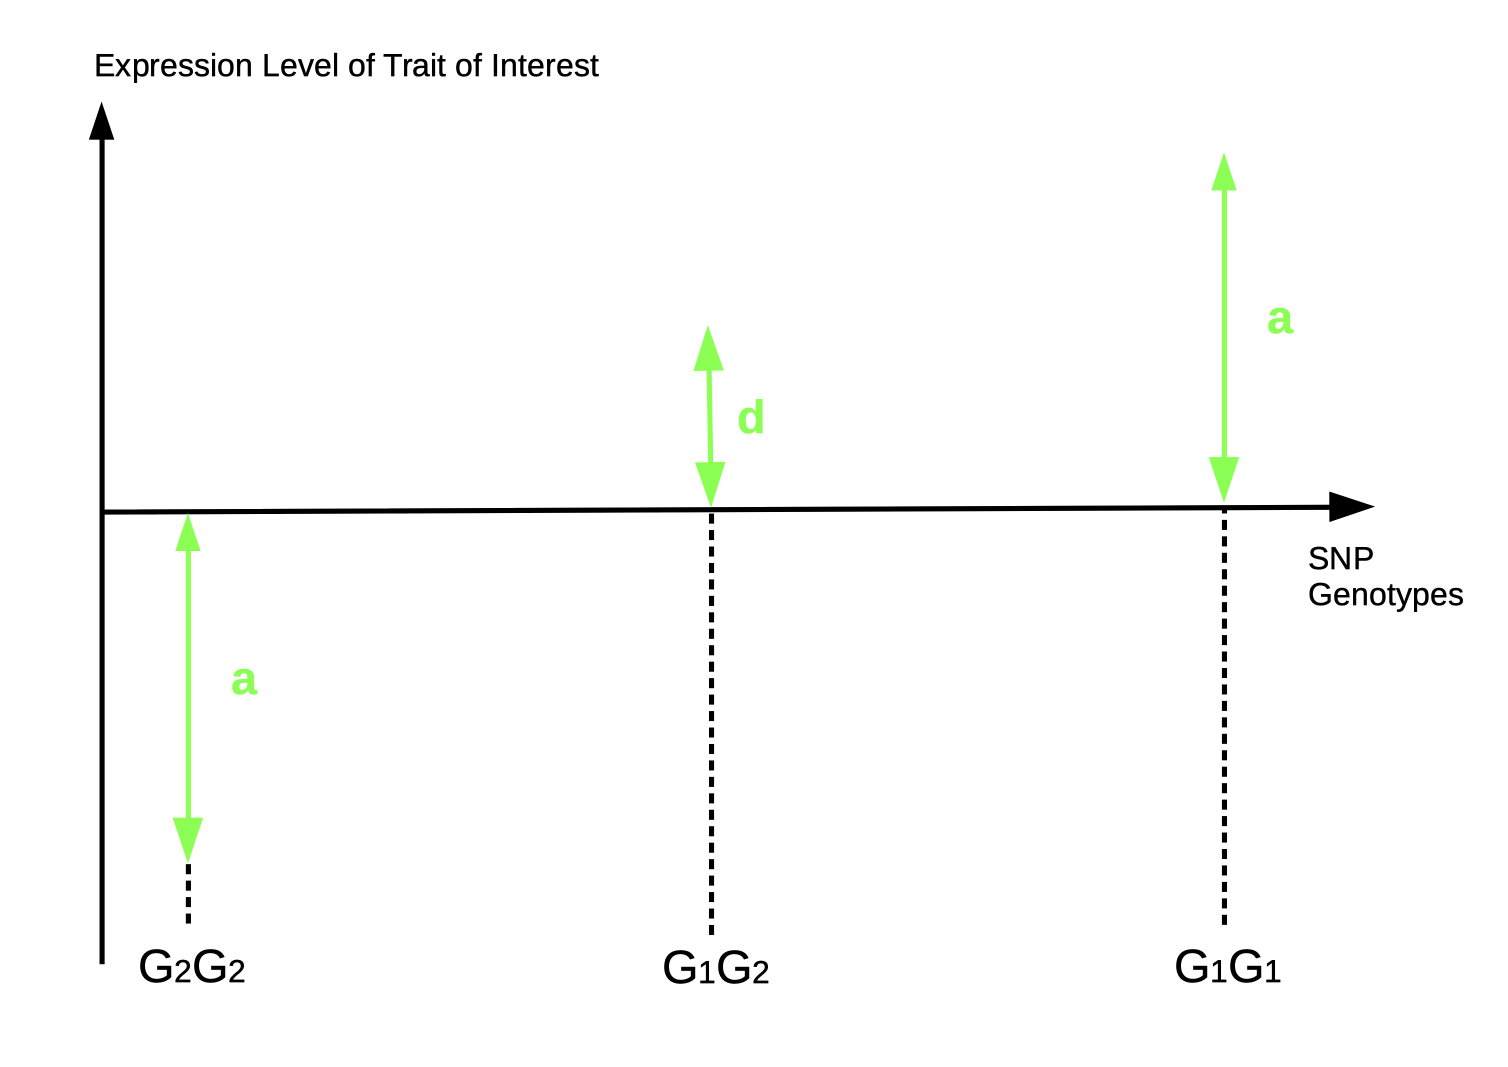 Expression Level of Trait of Interest
a
d
SNP
Genotypes
a
G2G2
G1G2
G1G1